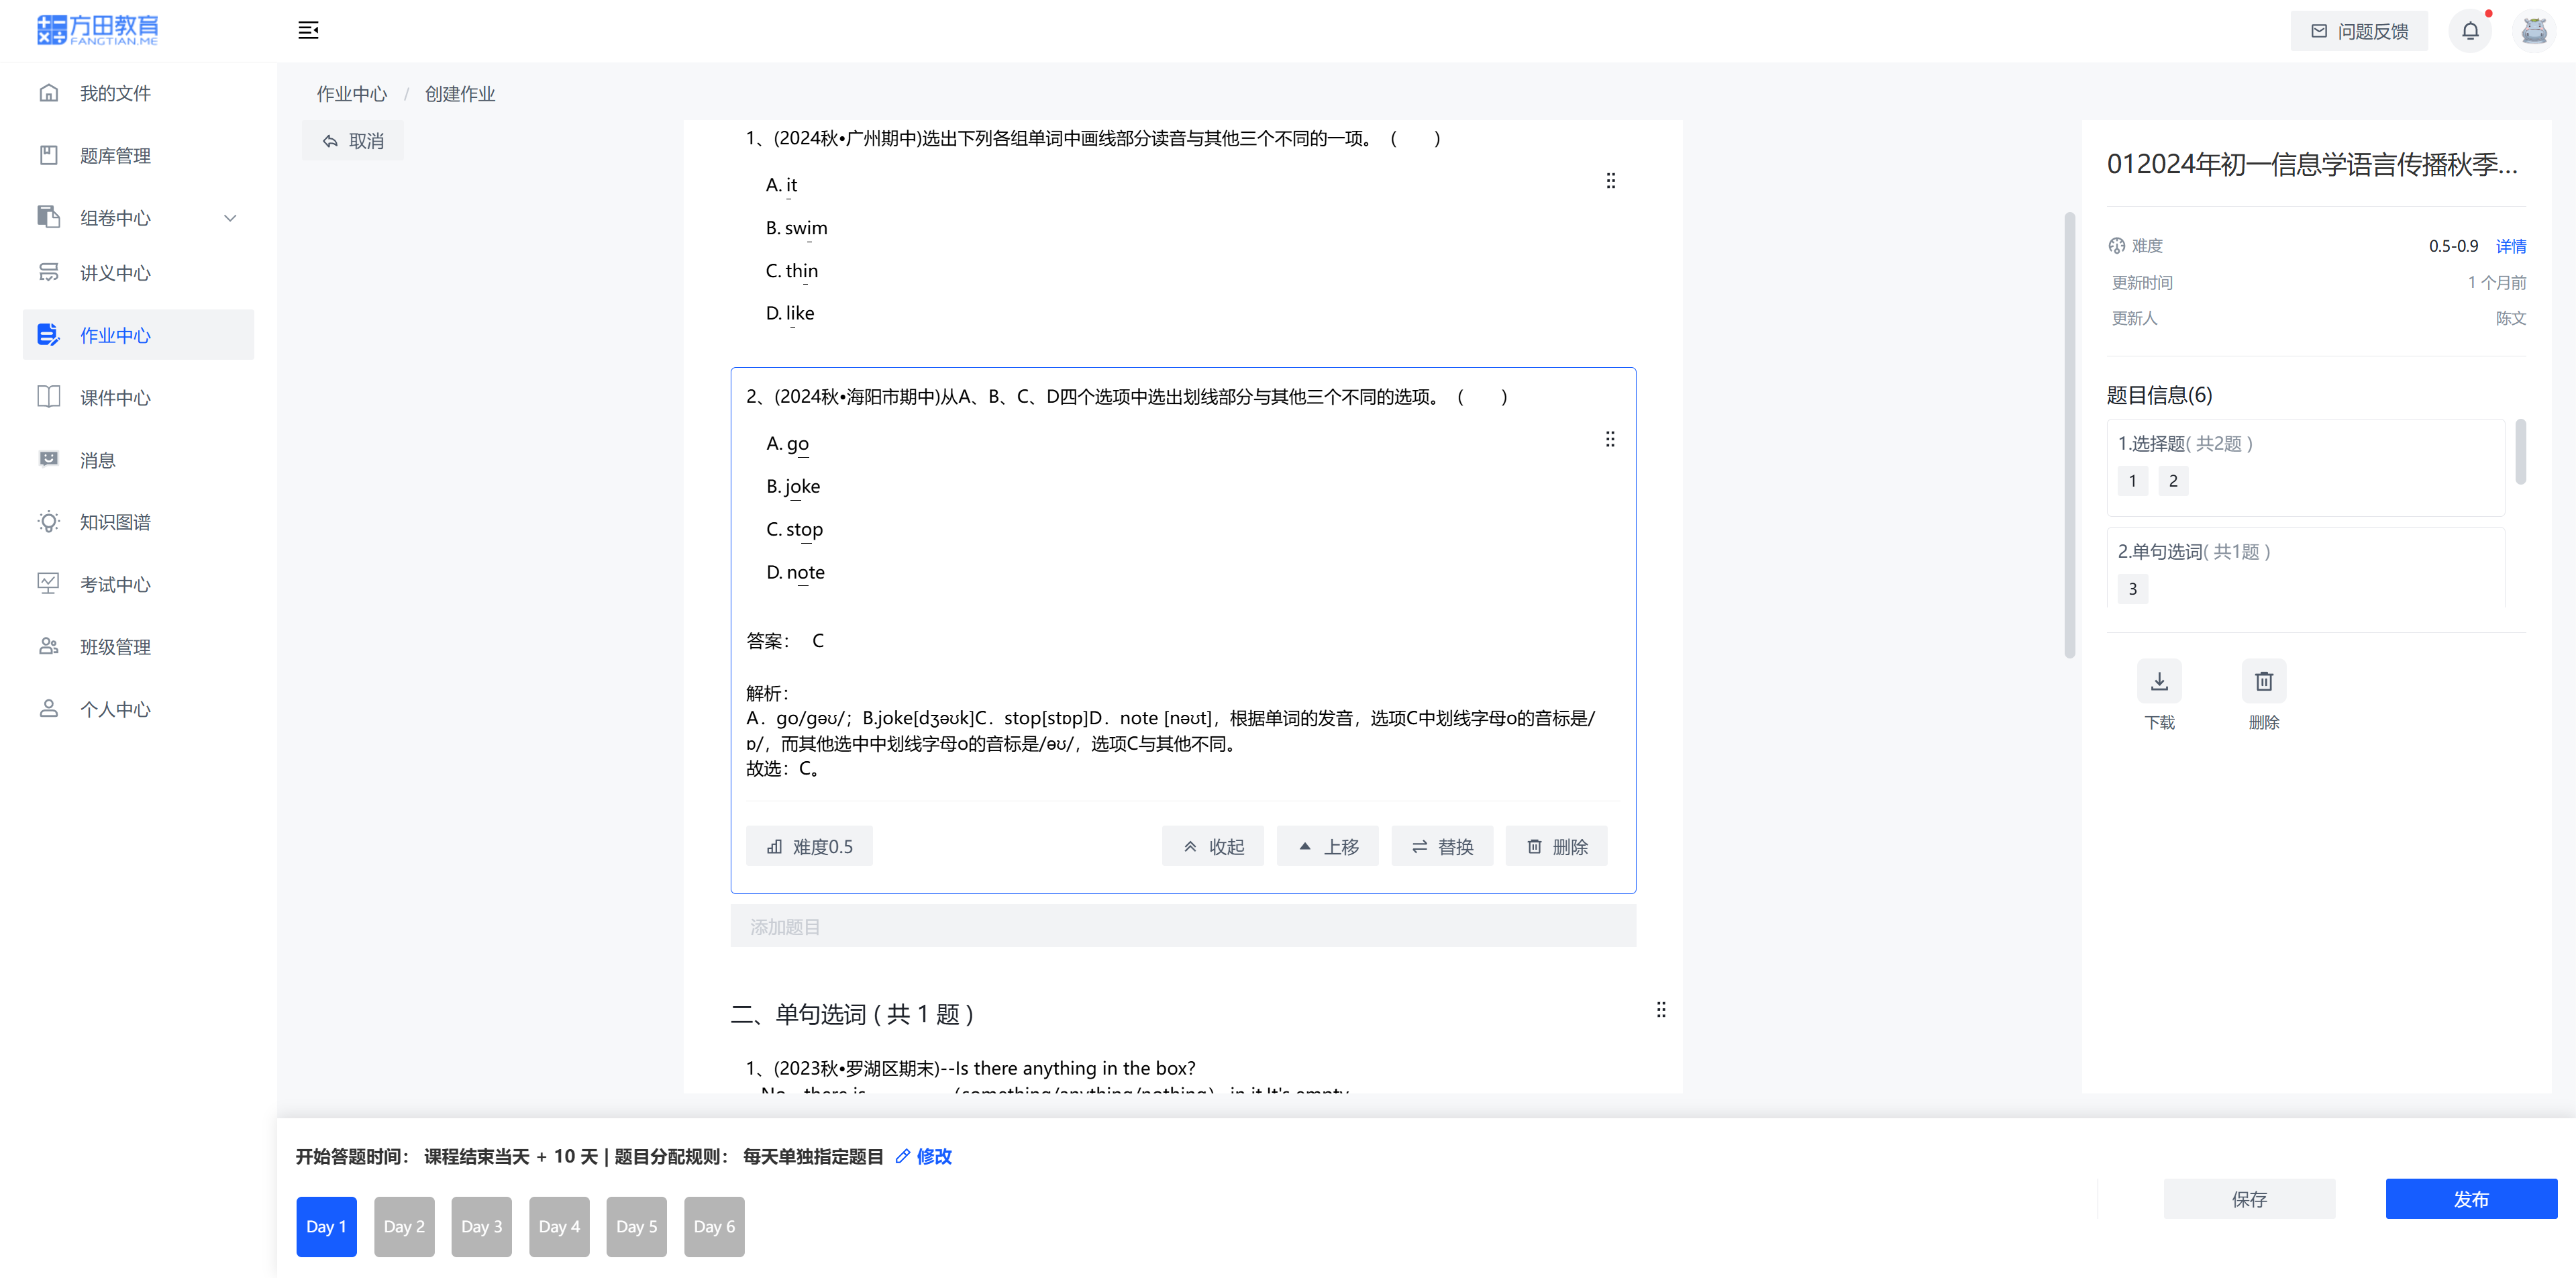 方田教育
FANGTIAN.ME
问题反馈
我的文件
题库管理
组卷中心
讲义中心
作业中心
课件中心
消息
知识图谱
考试中心
班级管理
个人中心
作业中心 / 创建作业
取消
1、(2024秋•广州期中)选出下列各组单词中画线部分读音与其他三个不同的一项。 (  )
A. it
B. swim
C. thin
D. like
2、(2024秋•海阳市期中)从A、B、C、D四个选项中选出划线部分与其他三个不同的选项。 (  )
A. go
B. joke
C. stop
D. note
答案： C
解析：
A．go/gəʊ/；B.joke[dʒəʊk]C．stop[stɒp]D．note [nəʊt]，根据单词的发音，选项C中划线字母o的音标是/
ɒ/，而其他选中中划线字母o的音标是/əʊ/，选项C与其他不同。
故选：C。
难度0.5
收起
上移
替换
删除
添加题目
二、单句选词 ( 共 1 题 )
1、(2023秋•罗湖区期末)--Is there anything in the box?
012024年初一信息学语言传播秋季...
难度 0.5-0.9 详情
更新时间 1 个月前
更新人 陈文
题目信息(6)
1.选择题( 共2题 )
1 2
2.单句选词( 共1题 )
3
下载 删除
开始答题时间： 课程结束当天 + 10 天 | 题目分配规则： 每天单独指定题目 修改
Day 1 Day 2 Day 3 Day 4 Day 5 Day 6
保存 发布